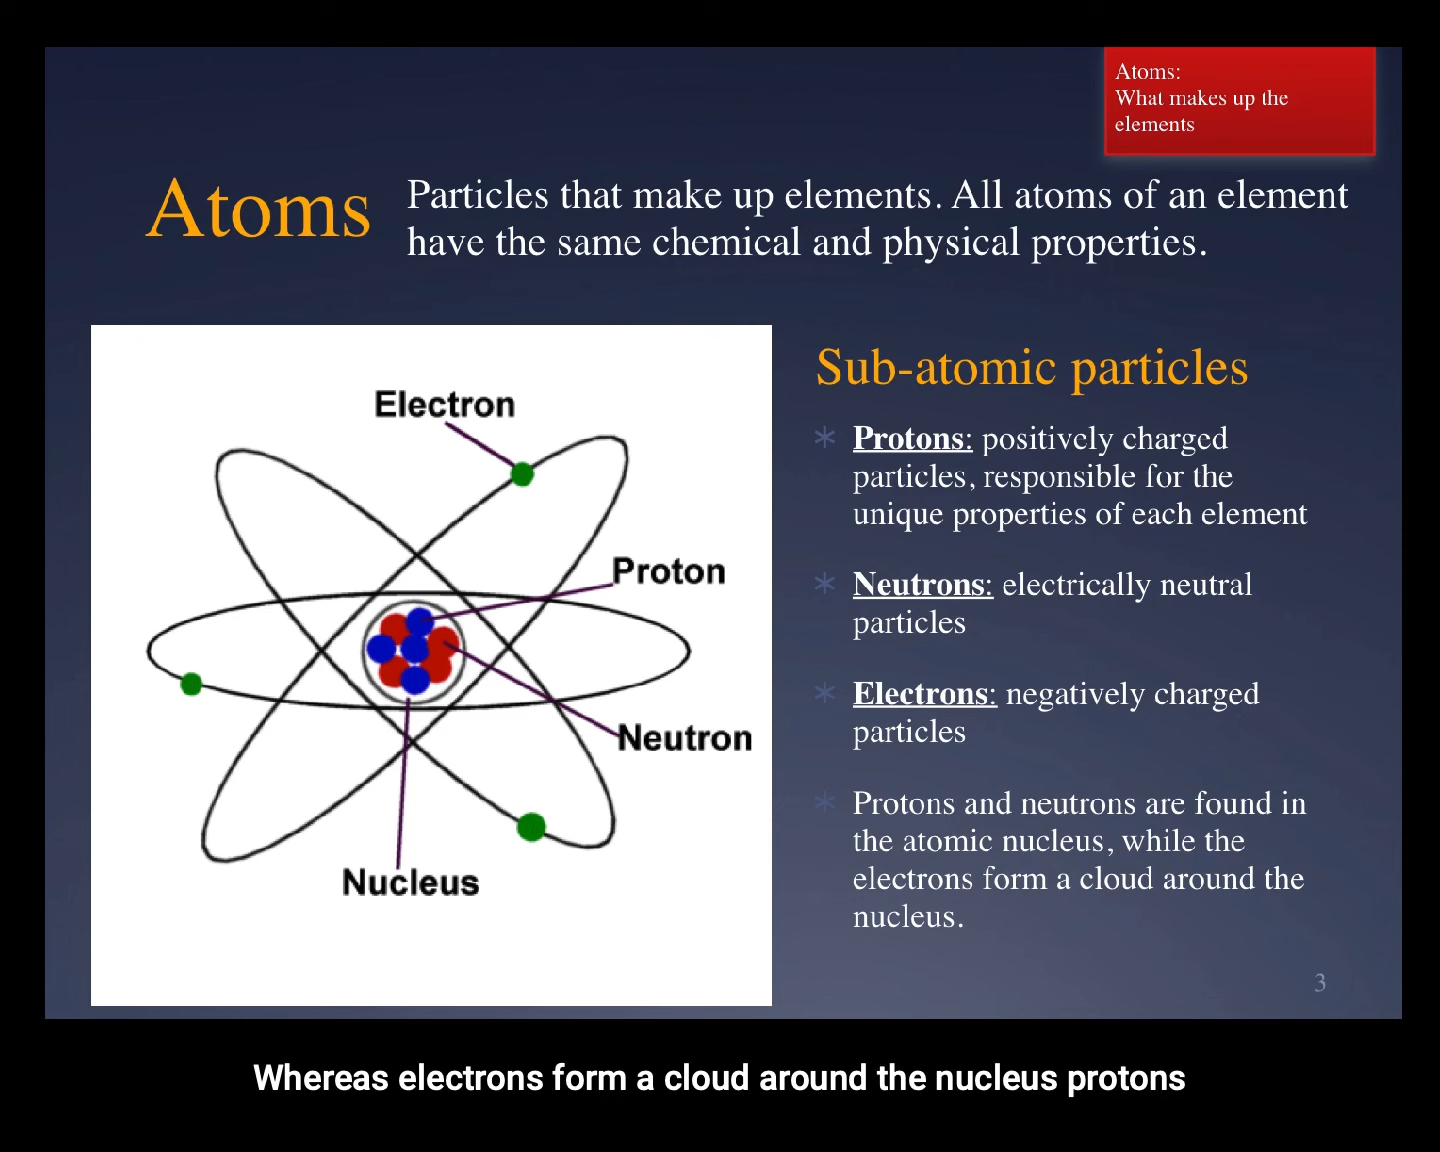 Atoms:
What makes up the
elements
Atoms
Particles that make up elements. All atoms of an element
have the same chemical and physical properties.
Electron
Proton
Neutron
Nucleus
Sub-atomic particles
Protons: positively charged
particles, responsible for the
unique properties of each element
Neutrons: electrically neutral
particles
Electrons: negatively charged
particles
Protons and neutrons are found in
the atomic nucleus, while the
electrons form a cloud around the
nucleus.
3
Whereas electrons form a cloud around the nucleus protons